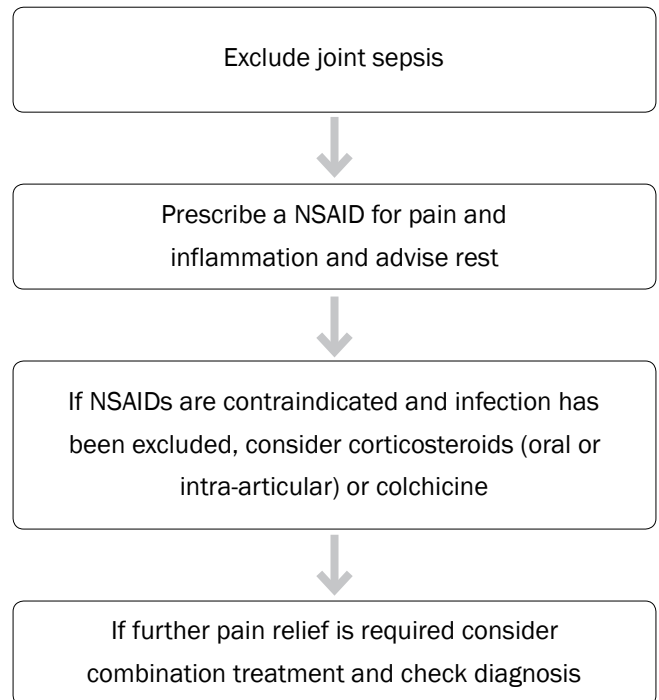 Exclude joint sepsis
Prescribe a NSAID for pain and
inflammation and advise rest
If NSAIDs are contraindicated and infection has
been excluded, consider corticosteroids (oral or
intra-articular) or colchicine
If further pain relief is required consider
combination treatment and check diagnosis